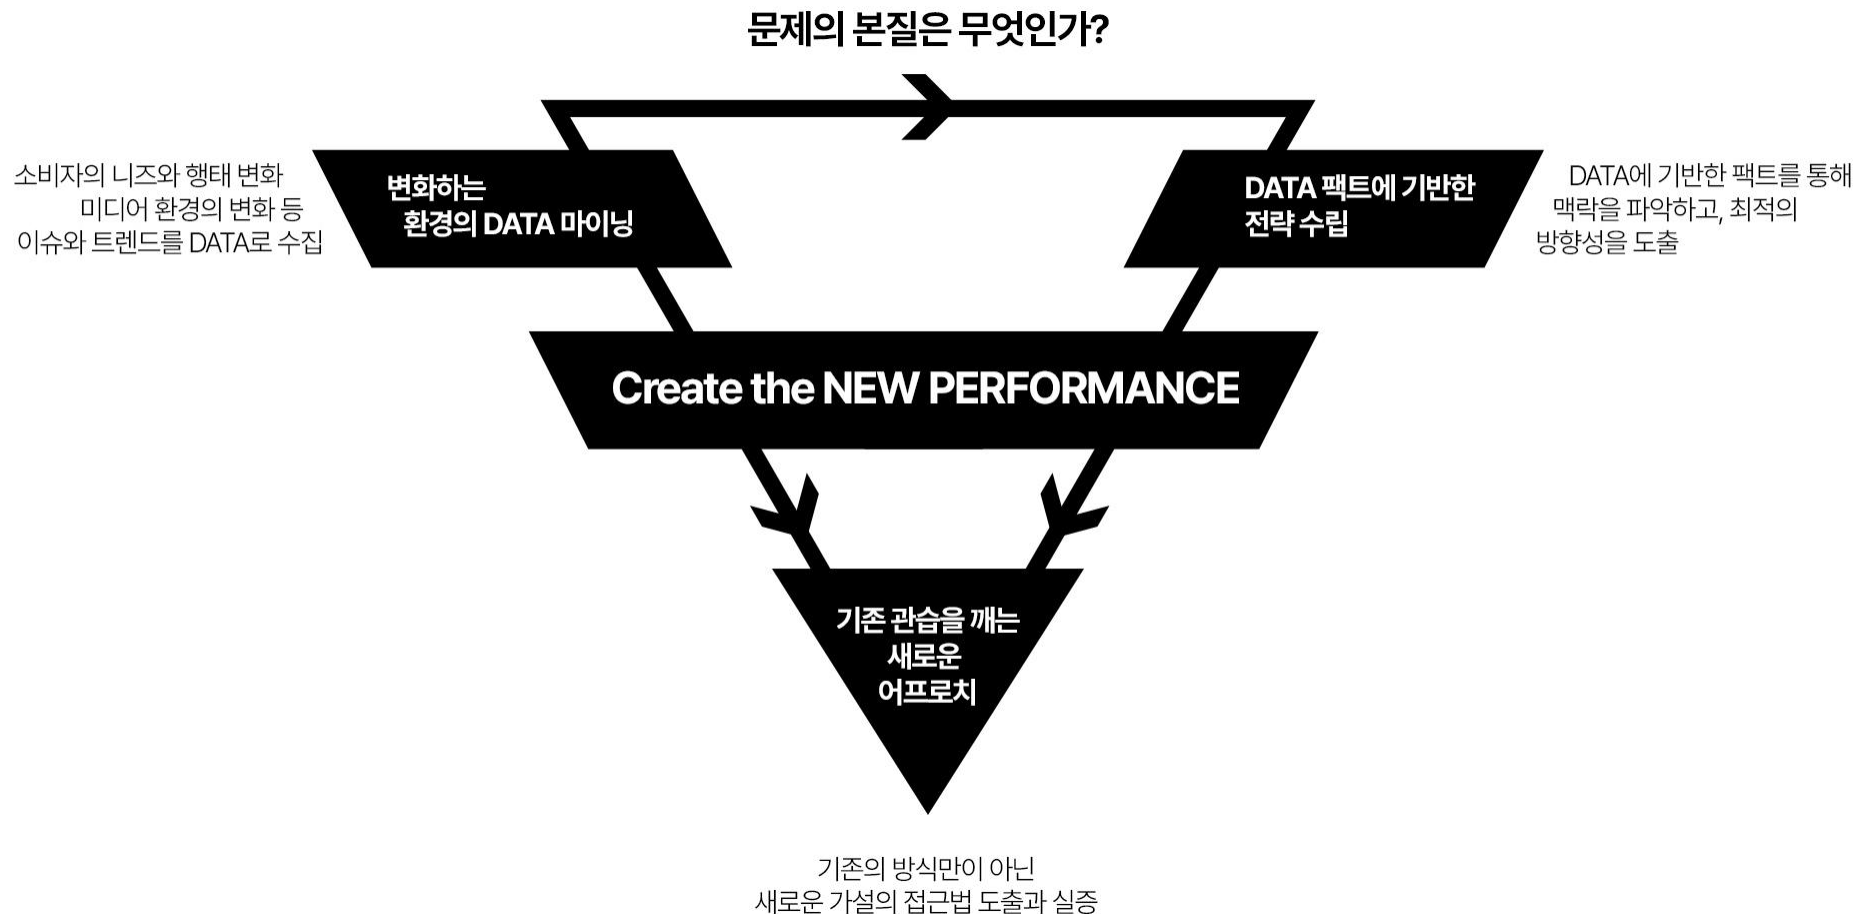 문제의 본질은 무엇인가?
소비자의 니즈와 행태 변화
미디어 환경의 변화 등
이슈와 트렌드를 DATA로 수집
변화하는
환경의 DATA 마이닝
DATA 팩트에 기반한
전략 수립
DATA에 기반한 팩트를 통해
맥락을 파악하고, 최적의
방향성을 도출
Create the NEW PERFORMANCE
기존 관습을 깨는
새로운
어프로치
기존의 방식만이 아닌
새로운 가설의 접근법 도출과 실증